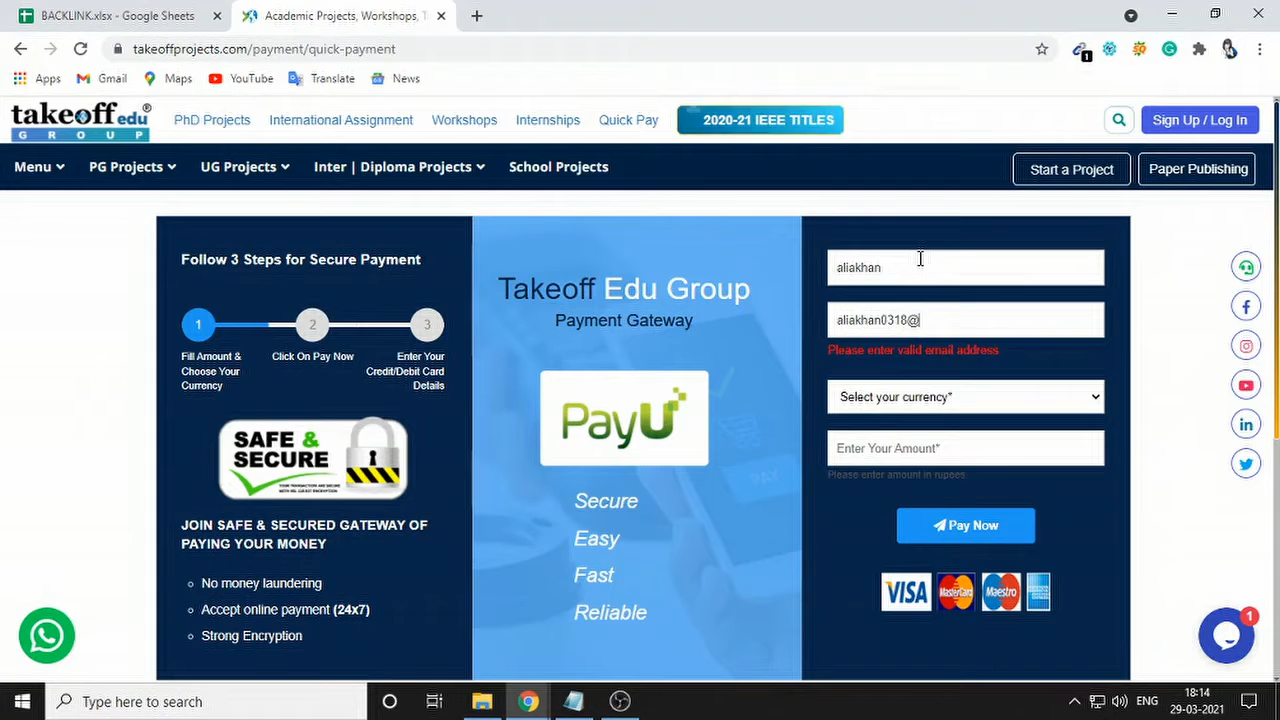 BACKLINK.xlsx - Google Sheets
Academic Projects, Workshops, T
takeoffprojects.com/payment/quick-payment
1
Apps
Gmail
Maps
YouTube
Translate
News
takeoff edu®
GROUP
PhD Projects
International Assignment
Workshops
Internships
Quick Pay
2020-21 IEEE TITLES
Sign Up / Log In
Menu
PG Projects
UG Projects
Inter | Diploma Projects
School Projects
Start a Project
Paper Publishing
Follow 3 Steps for Secure Payment
1
2
3
Fill Amount &
Choose Your
Currency
Click On Pay Now
Enter Your
Credit/Debit Card
Details
SAFE &
SECURE
JOIN SAFE & SECURED GATEWAY OF
PAYING YOUR MONEY
No money laundering
Accept online payment (24x7)
Strong Encryption
Takeoff Edu Group
Payment Gateway
PayU
Secure
Easy
Fast
Reliable
aliakhan
aliakhan0318@
Please enter valid email address
Select your currency*
Enter Your Amount*
Please enter amount in rupees.
Pay Now
VISA
MasterCard
Maestro
1
Type here to search
ENG
18:14
29-03-2021